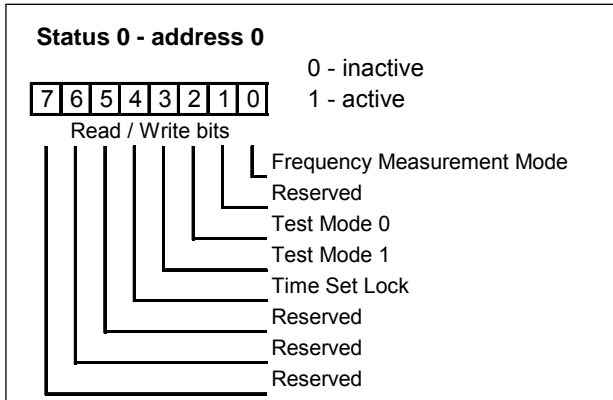 Status 0 - address 0
0 - inactive
1 - active
7 6 5 4 3 2 1 0
Read / Write bits
Frequency Measurement Mode
Reserved
Test Mode 0
Test Mode 1
Time Set Lock
Reserved
Reserved
Reserved